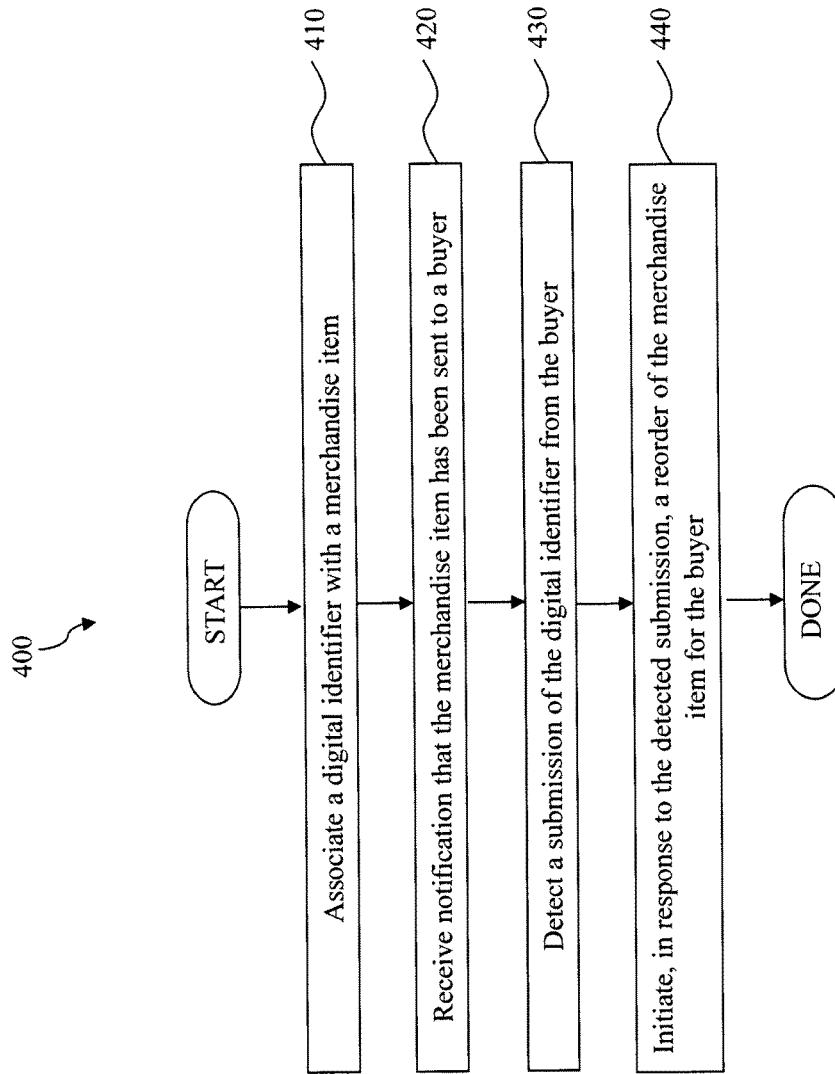 400
START
Associate a digital identifier with a merchandise item
410
Receive notification that the merchandise item has been sent to a buyer
420
Detect a submission of the digital identifier from the buyer
430
Initiate, in response to the detected submission, a reorder of the merchandise
item for the buyer
440
DONE